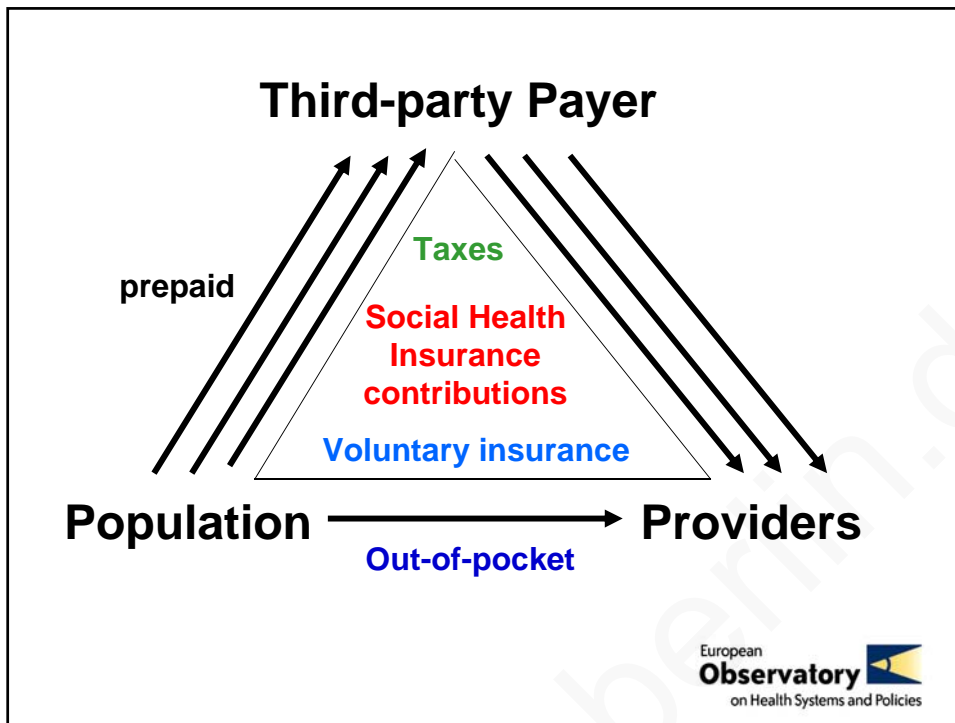 Third-party Payer
Taxes
prepaid
Social Health
Insurance
contributions
Voluntary insurance
Population
Providers
Out-of-pocket
European
Observatory
on Health Systems and Policies
berlin.d